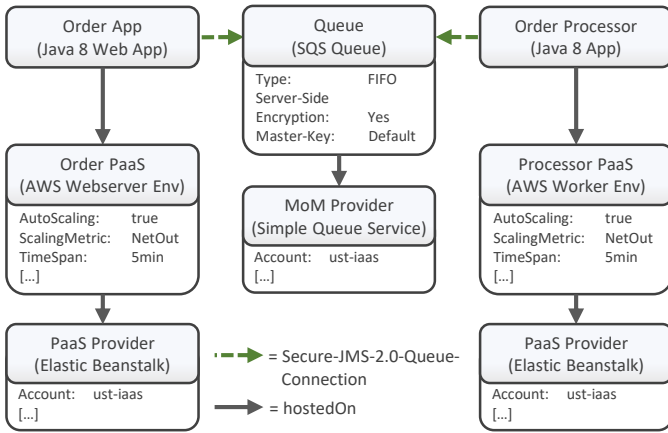 Order App
(Java 8 Web App)
Queue
(SQS Queue)
Type: FIFO
Server-Side
Encryption: Yes
Master-Key: Default
Order Processor
(Java 8 App)
Order PaaS
(AWS Webserver Env)
AutoScaling: true
ScalingMetric: NetOut
TimeSpan: 5min
[...]
MoM Provider
(Simple Queue Service)
Account: ust-iaas
[...]
Processor PaaS
(AWS Worker Env)
AutoScaling: true
ScalingMetric: NetOut
TimeSpan: 5min
[...]
PaaS Provider
(Elastic Beanstalk)
Account: ust-iaas
[...]
= Secure-JMS-2.0-Queue-
Connection
= hostedOn
PaaS Provider
(Elastic Beanstalk)
Account: ust-iaas
[...]